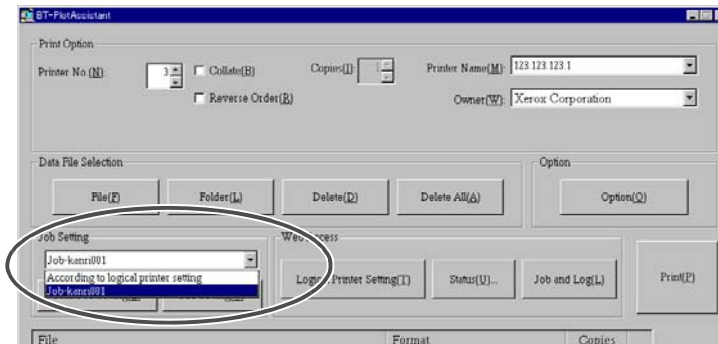 BT-PlotAssistant
Print Option
Printer No.(N): 3
Collate(B)
Copies(I): 1
Printer Name(M): 123.123.123.1
Reverse Order(R)
Owner(W): Xerox Corporation
Data File Selection
Option
File(F) Folder(L) Delete(D) Delete All(A) Option(O)
Job Setting
Web Access
Job-kanri001
According to logical printer setting
Job-kanri001
Logical Printer Setting(T) Status(U)... Job and Log(L) Print(P)
File Format Copies